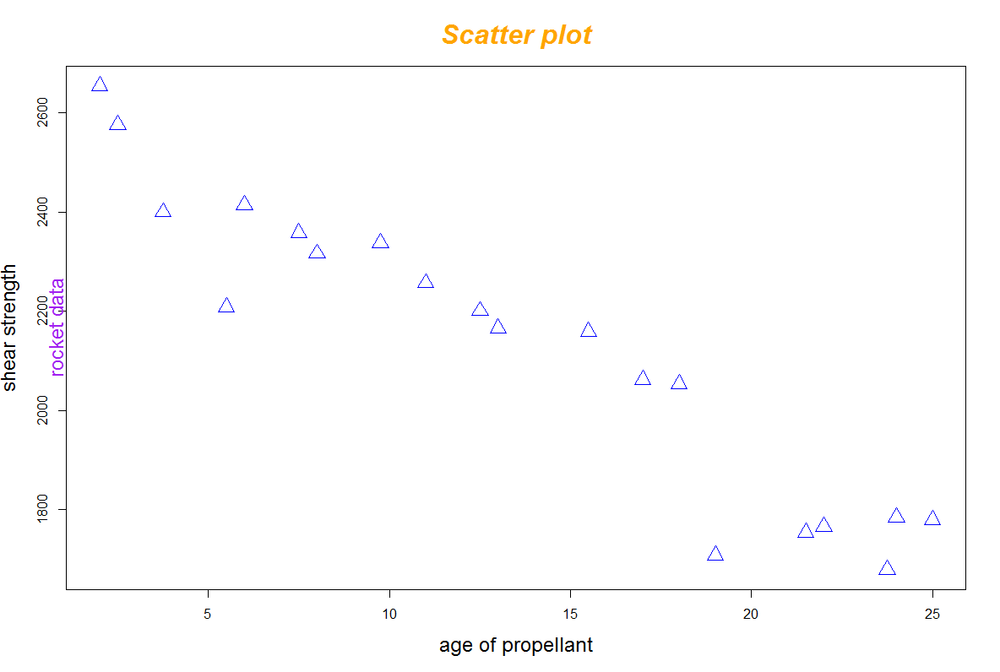 Scatter plot
shear strength
rocket data
2600
2400
2200
2000
1800
5
10
15
20
25
age of propellant